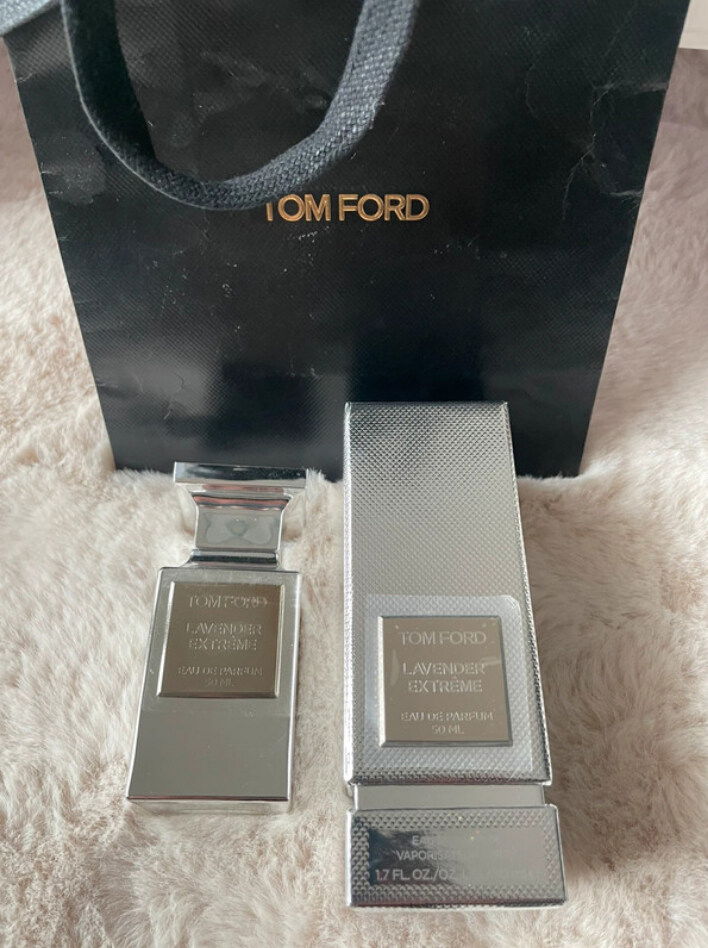 TOM FORD
TOM FORD
LAVENDER
EXTRÊME
EAU DE PARFUM
50 ML
TOM FORD
LAVENDER
EXTRÊME
EAU DE PARFUM
50 ML
1.7 FL. OZ./OZ.